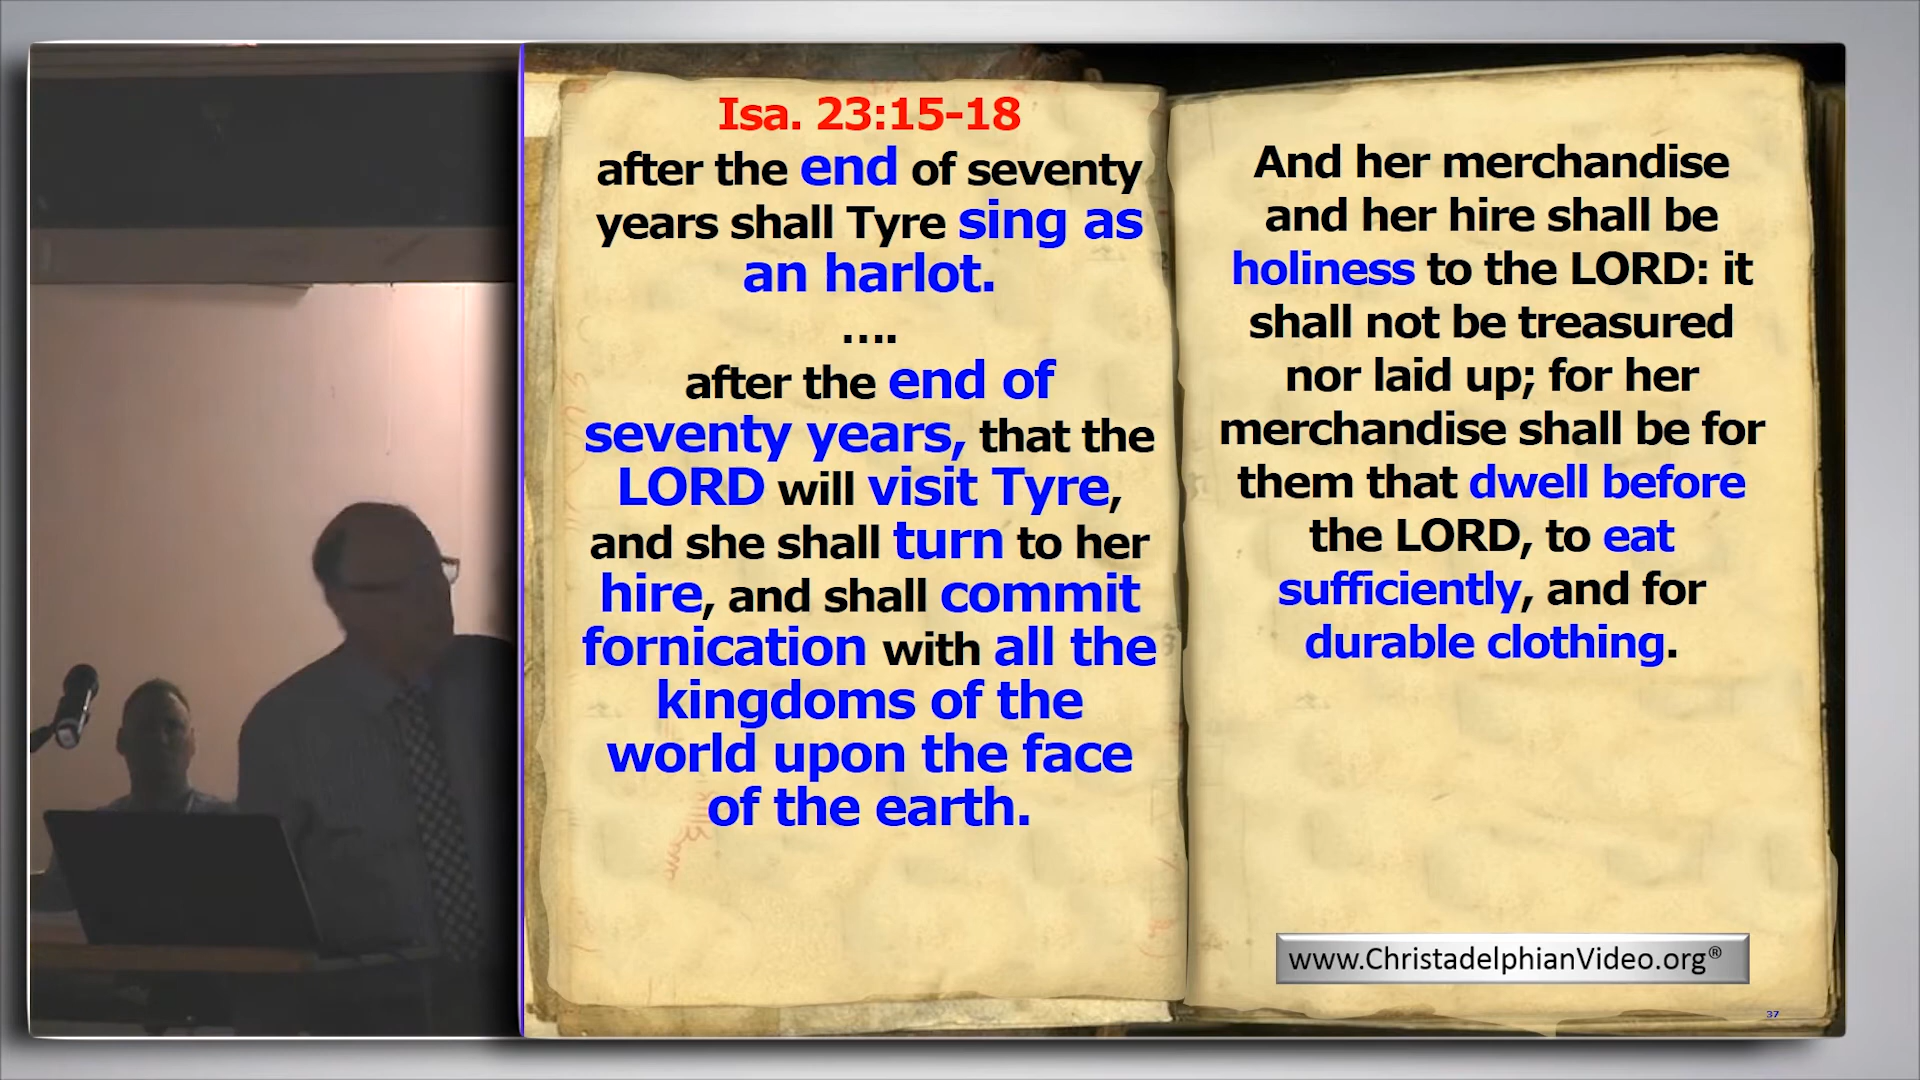 Isa. 23:15-18
after the end of seventy
years shall Tyre sing as
an harlot.
....
after the end of
seventy years, that the
LORD will visit Tyre,
and she shall turn to her
hire, and shall commit
fornication with all the
kingdoms of the
world upon the face
of the earth.
And her merchandise
and her hire shall be
holiness to the LORD: it
shall not be treasured
nor laid up; for her
merchandise shall be for
them that dwell before
the LORD, to eat
sufficiently, and for
durable clothing.
www.ChristadelphianVideo.org®
37